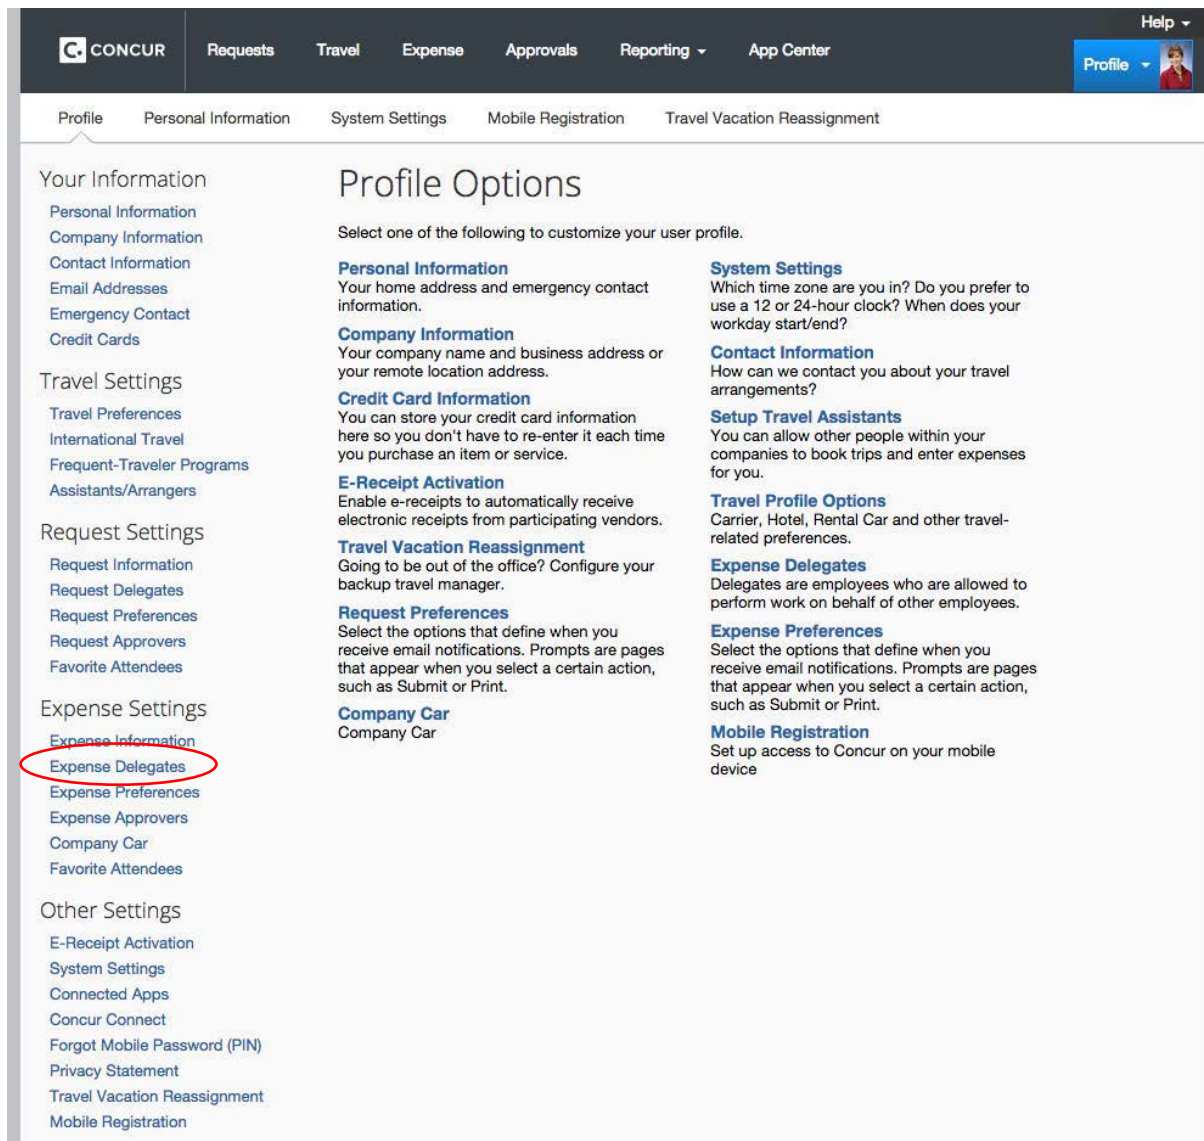 Help
C. CONCUR Requests Travel Expense Approvals Reporting App Center
Profile
Profile Personal Information System Settings Mobile Registration Travel Vacation Reassignment
Your Information
Personal Information
Company Information
Contact Information
Email Addresses
Emergency Contact
Credit Cards
Travel Settings
Travel Preferences
International Travel
Frequent-Traveler Programs
Assistants/Arrangers
Request Settings
Request Information
Request Delegates
Request Preferences
Request Approvers
Favorite Attendees
Expense Settings
Expense Information
Expense Delegates
Expense Preferences
Expense Approvers
Company Car
Favorite Attendees
Other Settings
E-Receipt Activation
System Settings
Connected Apps
Concur Connect
Forgot Mobile Password (PIN)
Privacy Statement
Travel Vacation Reassignment
Mobile Registration
Profile Options
Select one of the following to customize your user profile.
Personal Information
Your home address and emergency contact
information.
Company Information
Your company name and business address or
your remote location address.
Credit Card Information
You can store your credit card information
here so you don't have to re-enter it each time
you purchase an item or service.
E-Receipt Activation
Enable e-receipts to automatically receive
electronic receipts from participating vendors.
Travel Vacation Reassignment
Going to be out of the office? Configure your
backup travel manager.
Request Preferences
Select the options that define when you
receive email notifications. Prompts are pages
that appear when you select a certain action,
such as Submit or Print.
Company Car
Company Car
System Settings
Which time zone are you in? Do you prefer to
use a 12 or 24-hour clock? When does your
workday start/end?
Contact Information
How can we contact you about your travel
arrangements?
Setup Travel Assistants
You can allow other people within your
companies to book trips and enter expenses
for you.
Travel Profile Options
Carrier, Hotel, Rental Car and other travel-
related preferences.
Expense Delegates
Delegates are employees who are allowed to
perform work on behalf of other employees.
Expense Preferences
Select the options that define when you
receive email notifications. Prompts are pages
that appear when you select a certain action,
such as Submit or Print.
Mobile Registration
Set up access to Concur on your mobile
device